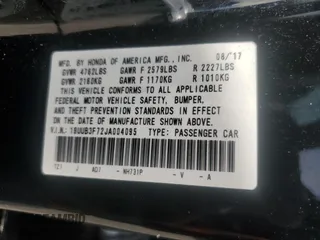 MFD. BY HONDA OF AMERICA MFG., INC. 08/'17
GVWR 4762LBS GAWR F 2579LBS R 2227LBS
GVWR 2160KG GAWR F 1170KG R 1010KG
THIS VEHICLE CONFORMS TO ALL APPLICABLE
FEDERAL MOTOR VEHICLE SAFETY, BUMPER,
AND THEFT PREVENTION STANDARDS IN EFFECT
ON THE DATE OF MANUFACTURE SHOWN ABOVE.
V.I.N. 19UUB3F72JA004095 TYPE: PASSENGER CAR
NH731P - V - A